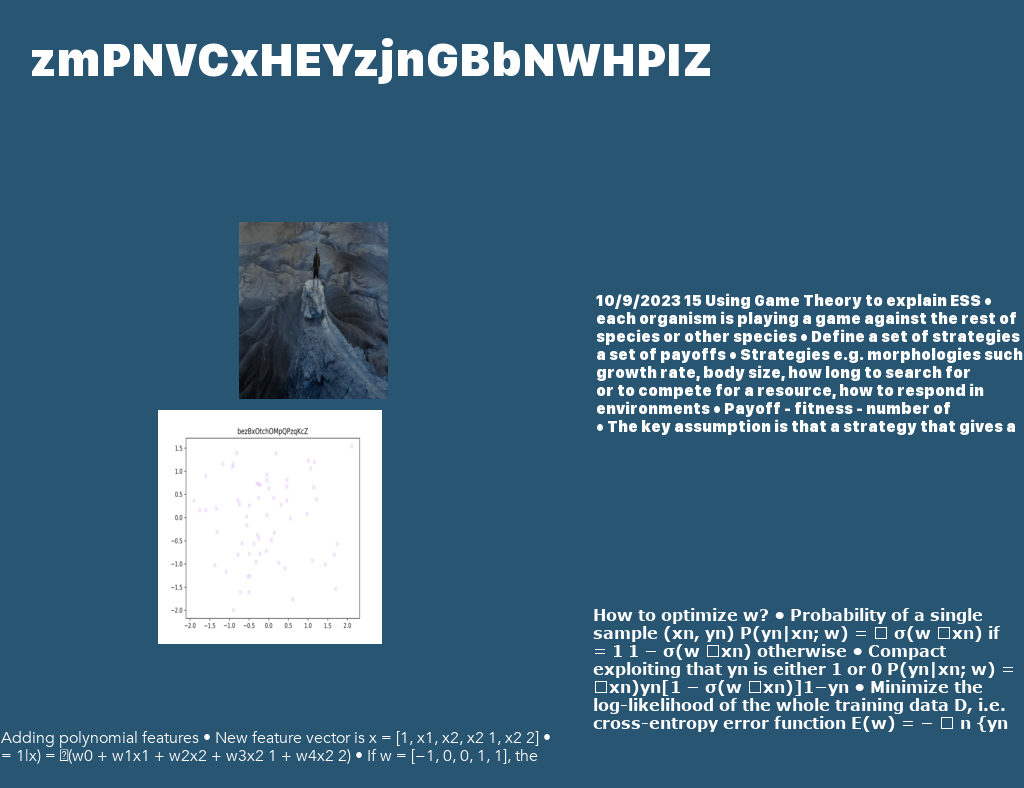 zmPNVCxHEYzjnGBbNWHPIZ
10/9/2023 15 Using Game Theory to explain ESS •
each organism is playing a game against the rest of
species or other species • Define a set of strategies
a set of payoffs • Strategies e.g. morphologies such
growth rate, body size, how long to search for
or to compete for a resource, how to respond in
environments • Payoff - fitness - number of
• The key assumption is that a strategy that gives a
bezBxOtchOMpQPzqKcZ
1.5
1.0
0.5
0.0
−0.5
−1.0
−1.5
−2.0
−2.0 −1.5 −1.0 −0.5 0.0 0.5 1.0 1.5 2.0
How to optimize w? • Probability of a single
sample (xn, yn) P(yn|xn; w) = □ σ(w □xn) if
= 1 1 − σ(w □xn) otherwise • Compact
exploiting that yn is either 1 or 0 P(yn|xn; w) =
□xn)yn[1 − σ(w □xn)]1−yn • Minimize the
log-likelihood of the whole training data D, i.e.
cross-entropy error function E(w) = − □ n {yn
Adding polynomial features • New feature vector is x = [1, x1, x2, x2 1, x2 2] •
= 1|x) = □(w0 + w1x1 + w2x2 + w3x2 1 + w4x2 2) • If w = [−1, 0, 0, 1, 1], the